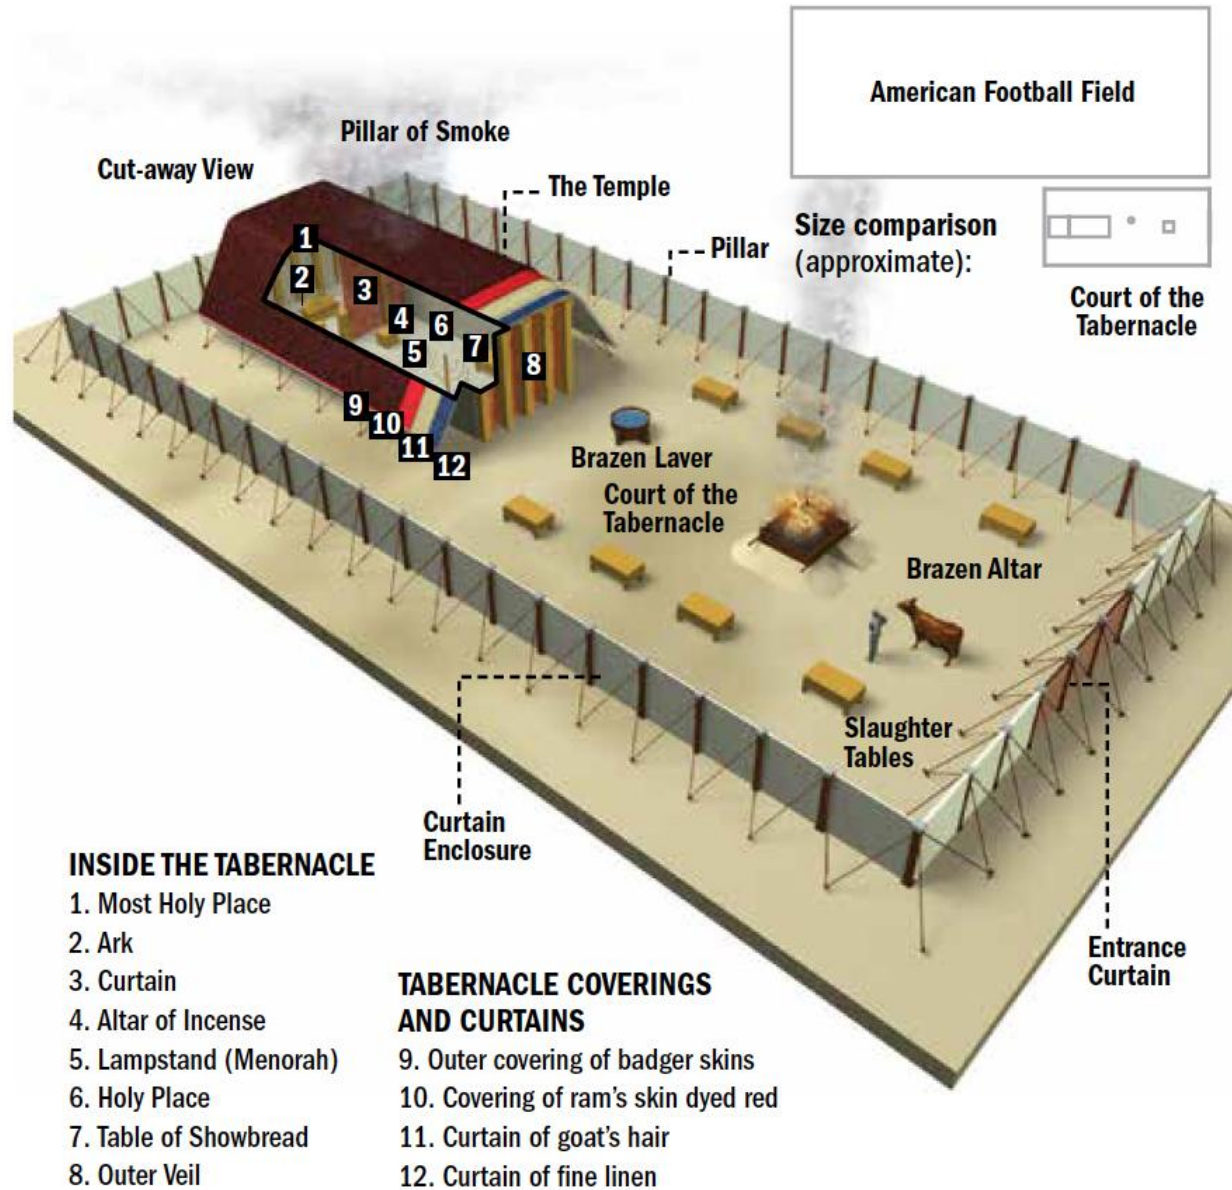 American Football Field
Pillar of Smoke
Cut-away View
The Temple
Size comparison
(approximate):
Pillar
Court of the
Tabernacle
1
2
3
4
5
6
7
8
9
10
11
12
Brazen Laver
Court of the
Tabernacle
Brazen Altar
Slaughter
Tables
Curtain
Enclosure
Entrance
Curtain
INSIDE THE TABERNACLE
1. Most Holy Place
2. Ark
3. Curtain
4. Altar of Incense
5. Lampstand (Menorah)
6. Holy Place
7. Table of Showbread
8. Outer Veil
TABERNACLE COVERINGS
AND CURTAINS
9. Outer covering of badger skins
10. Covering of ram's skin dyed red
11. Curtain of goat's hair
12. Curtain of fine linen